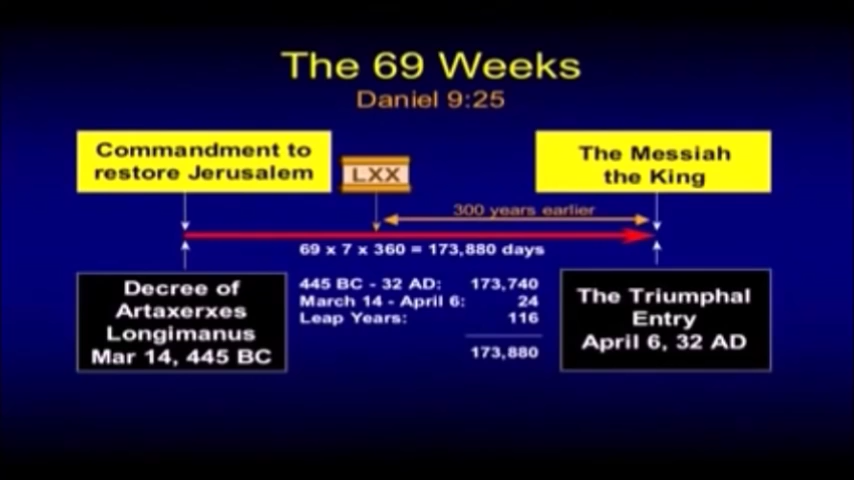 The 69 Weeks
Daniel 9:25
Commandment to
restore Jerusalem
LXX
The Messiah
the King
300 years earlier
69 x 7 x 360 = 173,880 days
Decree of
Artaxerxes
Longimanus
Mar 14, 445 BC
445 BC - 32 AD: 173,740
March 14 - April 6: 24
Leap Years: 116
173,880
The Triumphal
Entry
April 6, 32 AD